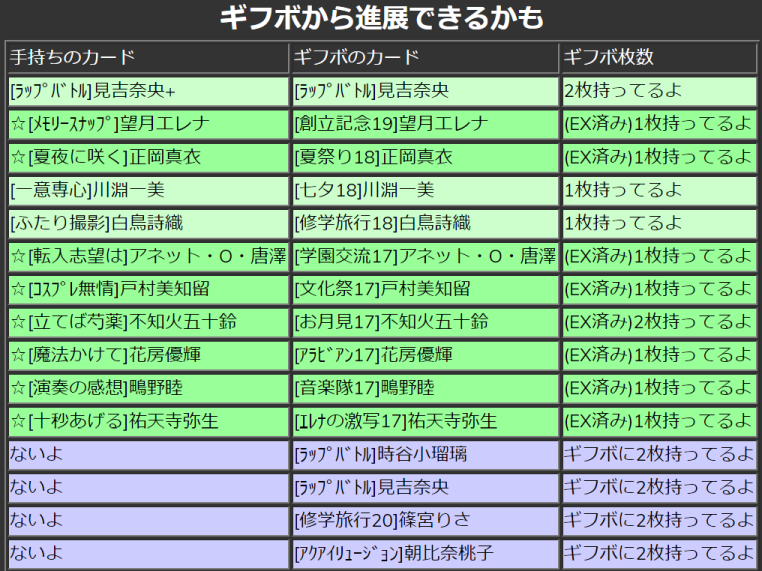 ギフボから進展できるかも
手持ちのカード ギフボのカード ギフボ枚数
[ﾗｯﾌﾟﾊﾞﾄﾙ]見吉奈央+ [ﾗｯﾌﾟﾊﾞﾄﾙ]見吉奈央 2枚持ってるよ
☆[ﾒﾓﾘｰｽﾅｯﾌﾟ]望月エレナ [創立記念19]望月エレナ (EX済み)1枚持ってるよ
☆[夏夜に咲く]正岡真衣 [夏祭り18]正岡真衣 (EX済み)1枚持ってるよ
[一意専心]川淵一美 [七夕18]川淵一美 1枚持ってるよ
[ふたり撮影]白鳥詩織 [修学旅行18]白鳥詩織 1枚持ってるよ
☆[転入志望は]アネット・O・唐澤 [学園交流17]アネット・O・唐澤 (EX済み)1枚持ってるよ
☆[ｺｽﾌﾟﾚ無情]戸村美知留 [文化祭17]戸村美知留 (EX済み)1枚持ってるよ
☆[立てば芍薬]不知火五十鈴 [お月見17]不知火五十鈴 (EX済み)2枚持ってるよ
☆[魔法かけて]花房優輝 [ｱﾗﾋﾞｱﾝ17]花房優輝 (EX済み)1枚持ってるよ
☆[演奏の感想]鴫野睦 [音楽隊17]鴫野睦 (EX済み)1枚持ってるよ
☆[十秒あげる]祐天寺弥生 [ｴﾚﾅの激写17]祐天寺弥生 (EX済み)1枚持ってるよ
ないよ [ﾗｯﾌﾟﾊﾞﾄﾙ]時谷小瑠璃 ギフボに2枚持ってるよ
ないよ [ﾗｯﾌﾟﾊﾞﾄﾙ]見吉奈央 ギフボに2枚持ってるよ
ないよ [修学旅行20]篠宮りさ ギフボに2枚持ってるよ
ないよ [ｱｸｱｲﾘｭｰｼﾞｮﾝ]朝比奈桃子 ギフボに2枚持ってるよ